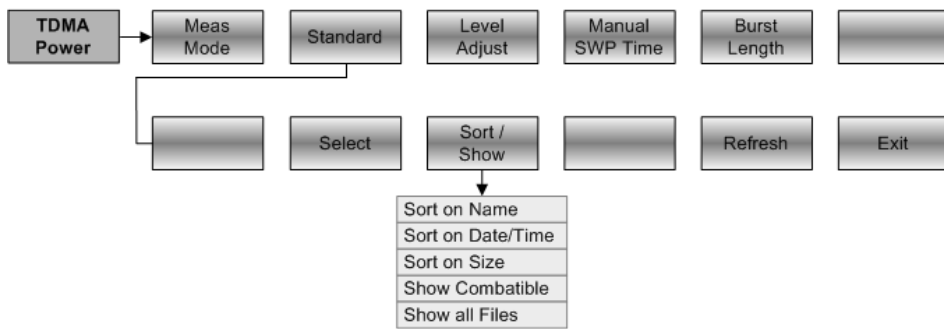 TDMA
Power
Meas
Mode
Standard
Level
Adjust
Manual
SWP Time
Burst
Length
Select
Sort /
Show
Refresh
Exit
Sort on Name
Sort on Date/Time
Sort on Size
Show Combatible
Show all Files